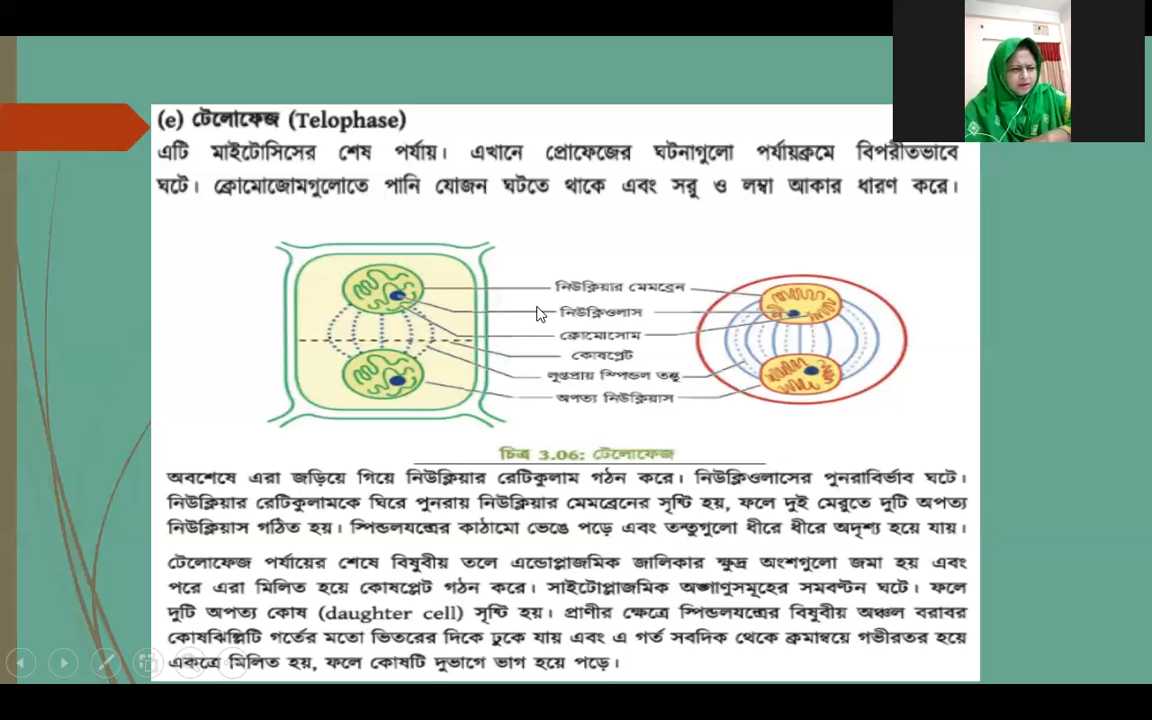 (e) টেলোফেজ (Telophase)
এটি মাইটোসিসের শেষ পর্যায়। এখানে প্রোফেজের ঘটনাগুলো পর্যায়ক্রমে বিপরীতভাবে
ঘটে। ক্রোমোজোমগুলোতে পানি যোজন ঘটতে থাকে এবং সরু ও লম্বা আকার ধারণ করে।
নিউক্লিয়ার মেমব্রেন
নিউক্লিওলাস
ক্রোমোসোম
কোষপ্লেট
লুপ্তপ্রায় স্পিন্ডল তন্তু
অপত্য নিউক্লিয়াস
চিত্র 3.06: টেলোফেজ
অবশেষে এরা জড়িয়ে গিয়ে নিউক্লিয়ার রেটিকুলাম গঠন করে। নিউক্লিওলাসের পুনরাবির্ভাব ঘটে।
নিউক্লিয়ার রেটিকুলামকে ঘিরে পুনরায় নিউক্লিয়ার মেমব্রেনের সৃষ্টি হয়, ফলে দুই মেরুতে দুটি অপত্য
নিউক্লিয়াস গঠিত হয়। স্পিন্ডলযন্ত্রের কাঠামো ভেঙে পড়ে এবং তন্তুগুলো ধীরে ধীরে অদৃশ্য হয়ে যায়।
টেলোফেজ পর্যায়ের শেষে বিষুবীয় তলে এন্ডোপ্লাজমিক জালিকার ক্ষুদ্র অংশগুলো জমা হয় এবং
পরে এরা মিলিত হয়ে কোষপ্লেট গঠন করে। সাইটোপ্লাজমিক অঙ্গাণুসমূহের সমবণ্টন ঘটে। ফলে
দুটি অপত্য কোষ (daughter cell) সৃষ্টি হয়। প্রাণীর ক্ষেত্রে স্পিন্ডলযন্ত্রের বিষুবীয় অঞ্চল বরাবর
কোষঝিল্লিটি গর্তের মতো ভিতরের দিকে ঢুকে যায় এবং এ গর্ত সবদিক থেকে ক্রমান্বয়ে গভীরতর হয়ে
একত্রে মিলিত হয়, ফলে কোষটি দুভাগে ভাগ হয়ে পড়ে।